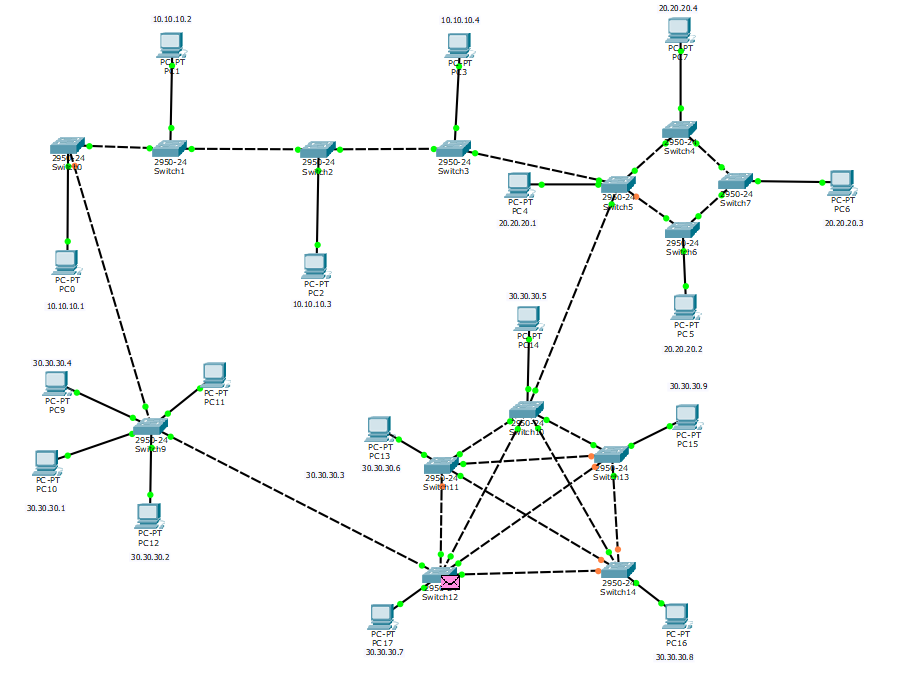 20.20.20.4
10.10.10.2
10.10.10.4
PC-PT
PC1
PC-PT
PC3
PC-PT
PC7
2950-24
Switch0
2950-24
Switch1
2950-24
Switch2
2950-24
Switch3
2950-24
Switch4
PC-PT
PC4
20.20.20.1
2950-24
Switch5
2950-24
Switch7
PC-PT
PC6
20.20.20.3
2950-24
Switch6
PC-PT
PC0
10.10.10.1
PC-PT
PC2
10.10.10.3
30.30.30.5
PC-PT
PC14
PC-PT
PC5
20.20.20.2
30.30.30.4
PC-PT
PC9
PC-PT
PC11
30.30.30.9
2950-24
Switch9
2950-24
Switch10
PC-PT
PC15
PC-PT
PC13
30.30.30.6
30.30.30.3
PC-PT
PC10
30.30.30.1
2950-24
Switch11
2950-24
Switch13
PC-PT
PC12
30.30.30.2
2950-24
Switch12
2950-24
Switch14
PC-PT
PC17
30.30.30.7
PC-PT
PC16
30.30.30.8